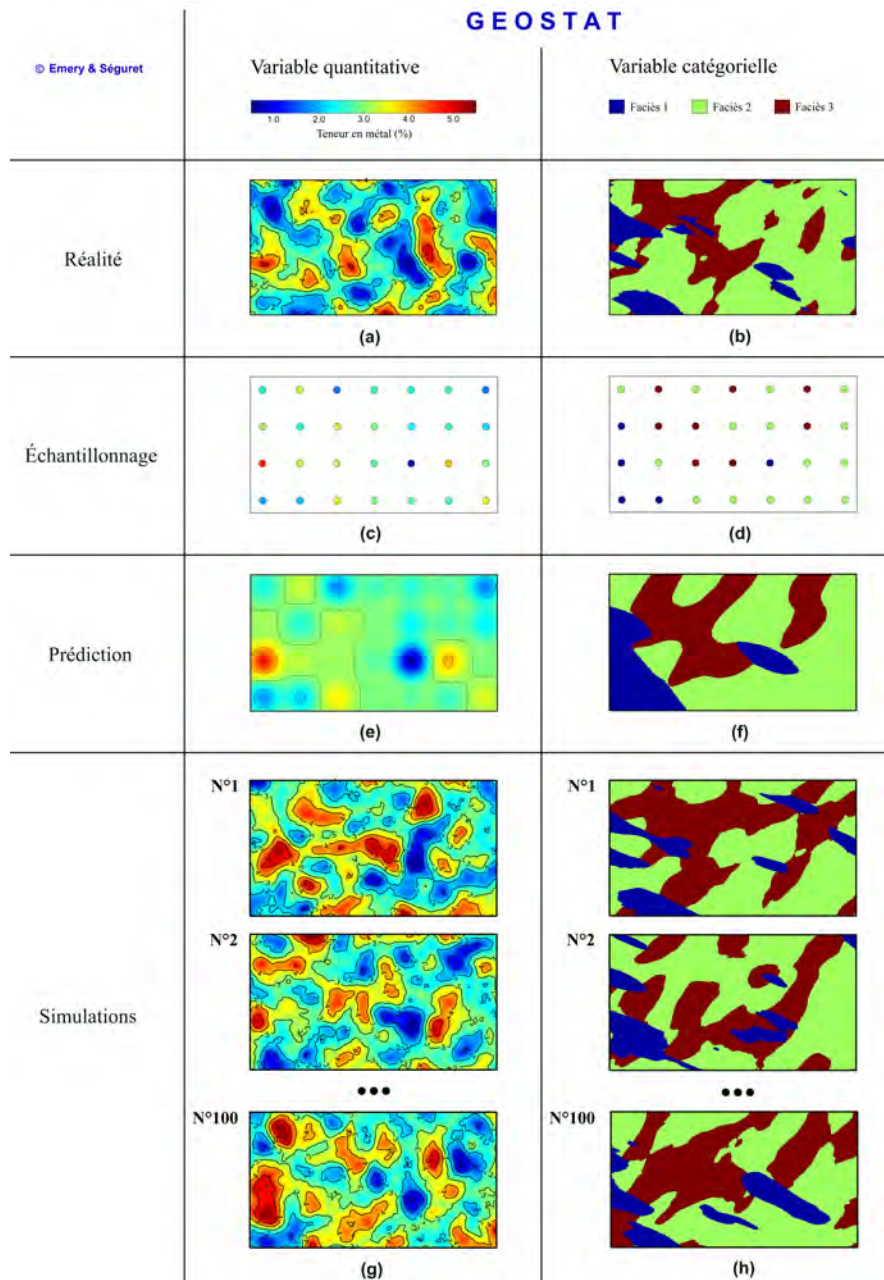 GEOSTAT
© Emery & Séguret
Variable quantitative
Variable catégorielle
1.0 2.0 3.0 4.0 5.0
Teneur en métal (%)
Faciès 1 Faciès 2 Faciès 3
Réalité
(a)
(b)
Échantillonnage
(c)
(d)
Prédiction
(e)
(f)
Simulations
N°1
N°1
N°2
N°2
•••
•••
N°100
N°100
(g)
(h)